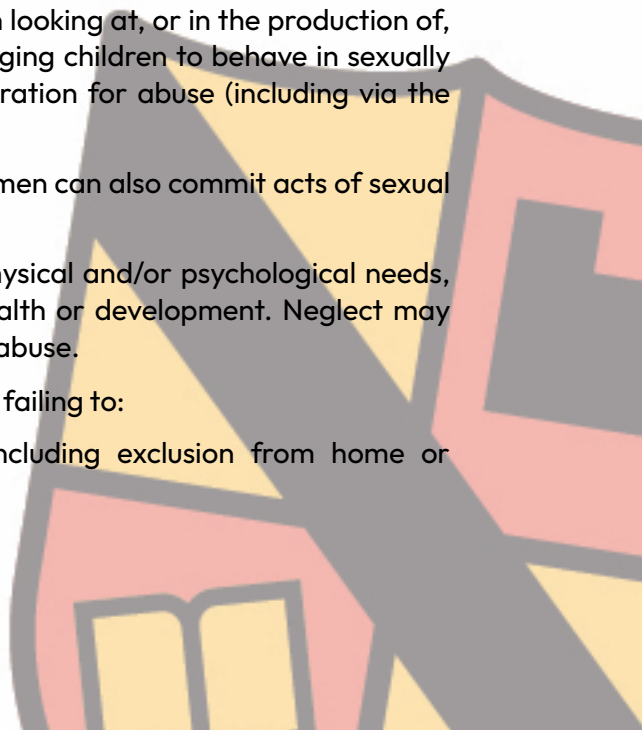 looking at, or in the production of,
ging children to behave in sexually
ration for abuse (including via the
men can also commit acts of sexual
hysical and/or psychological needs,
alth or development. Neglect may
abuse.
failing to:
ncluding exclusion from home or